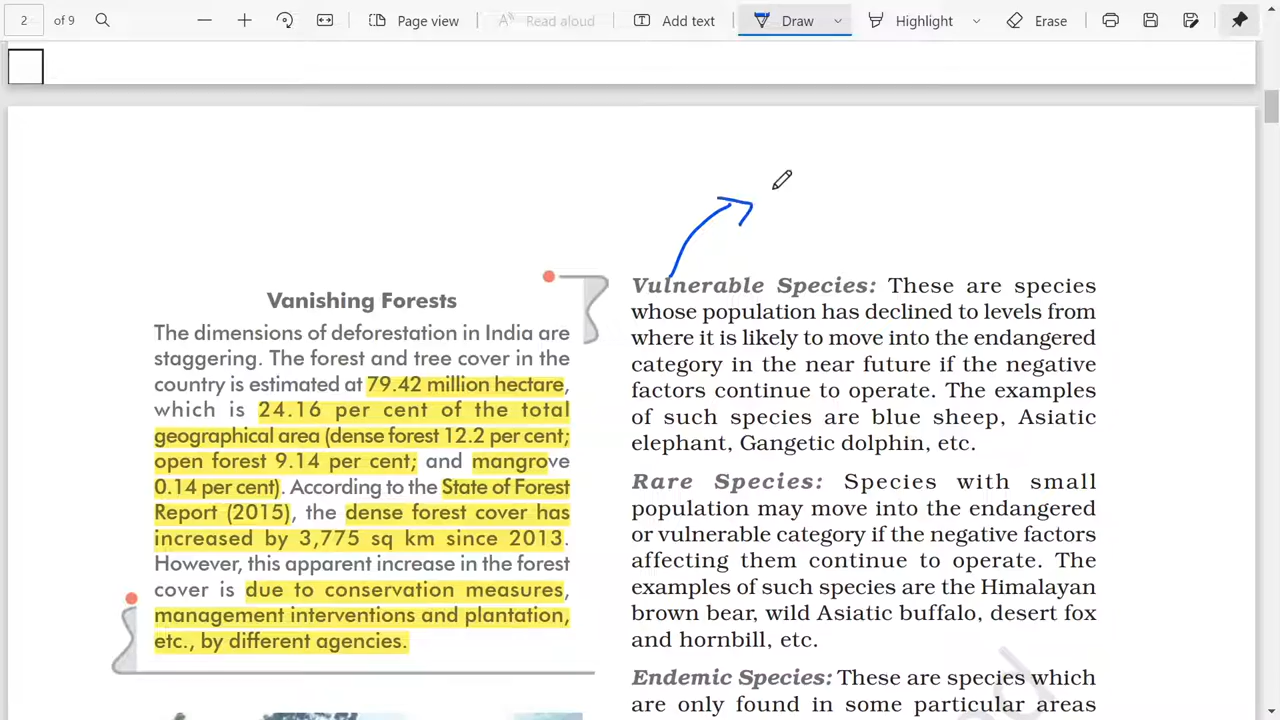 2 of 9 Page view Read aloud Add text Draw Highlight Erase
Vanishing Forests
The dimensions of deforestation in India are
staggering. The forest and tree cover in the
country is estimated at 79.42 million hectare,
which is 24.16 per cent of the total
geographical area (dense forest 12.2 per cent;
open forest 9.14 per cent; and mangrove
0.14 per cent). According to the State of Forest
Report (2015), the dense forest cover has
increased by 3,775 sq km since 2013.
However, this apparent increase in the forest
cover is due to conservation measures,
management interventions and plantation,
etc., by different agencies.
Vulnerable Species: These are species
whose population has declined to levels from
where it is likely to move into the endangered
category in the near future if the negative
factors continue to operate. The examples
of such species are blue sheep, Asiatic
elephant, Gangetic dolphin, etc.
Rare Species: Species with small
population may move into the endangered
or vulnerable category if the negative factors
affecting them continue to operate. The
examples of such species are the Himalayan
brown bear, wild Asiatic buffalo, desert fox
and hornbill, etc.
Endemic Species: These are species which
are only found in some particular areas